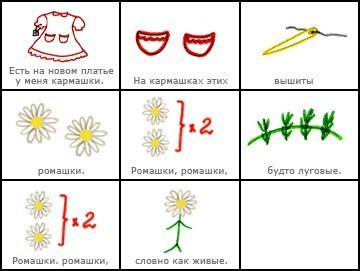 Есть на новом платье
у меня кармашки.
На кармашках этих
вышиты
ромашки.
x 2
Ромашки, ромашки,
будто луговые.
x 2
Ромашки. ромашки,
словно как живые.